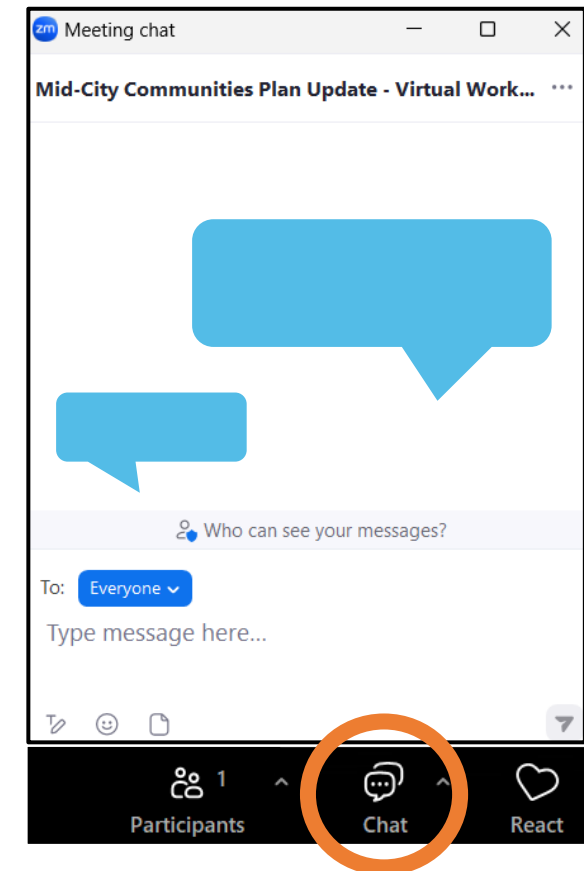 zm Meeting chat
Mid-City Communities Plan Update - Virtual Work...
Who can see your messages?
To: Everyone
Type message here...
1
Participants Chat React